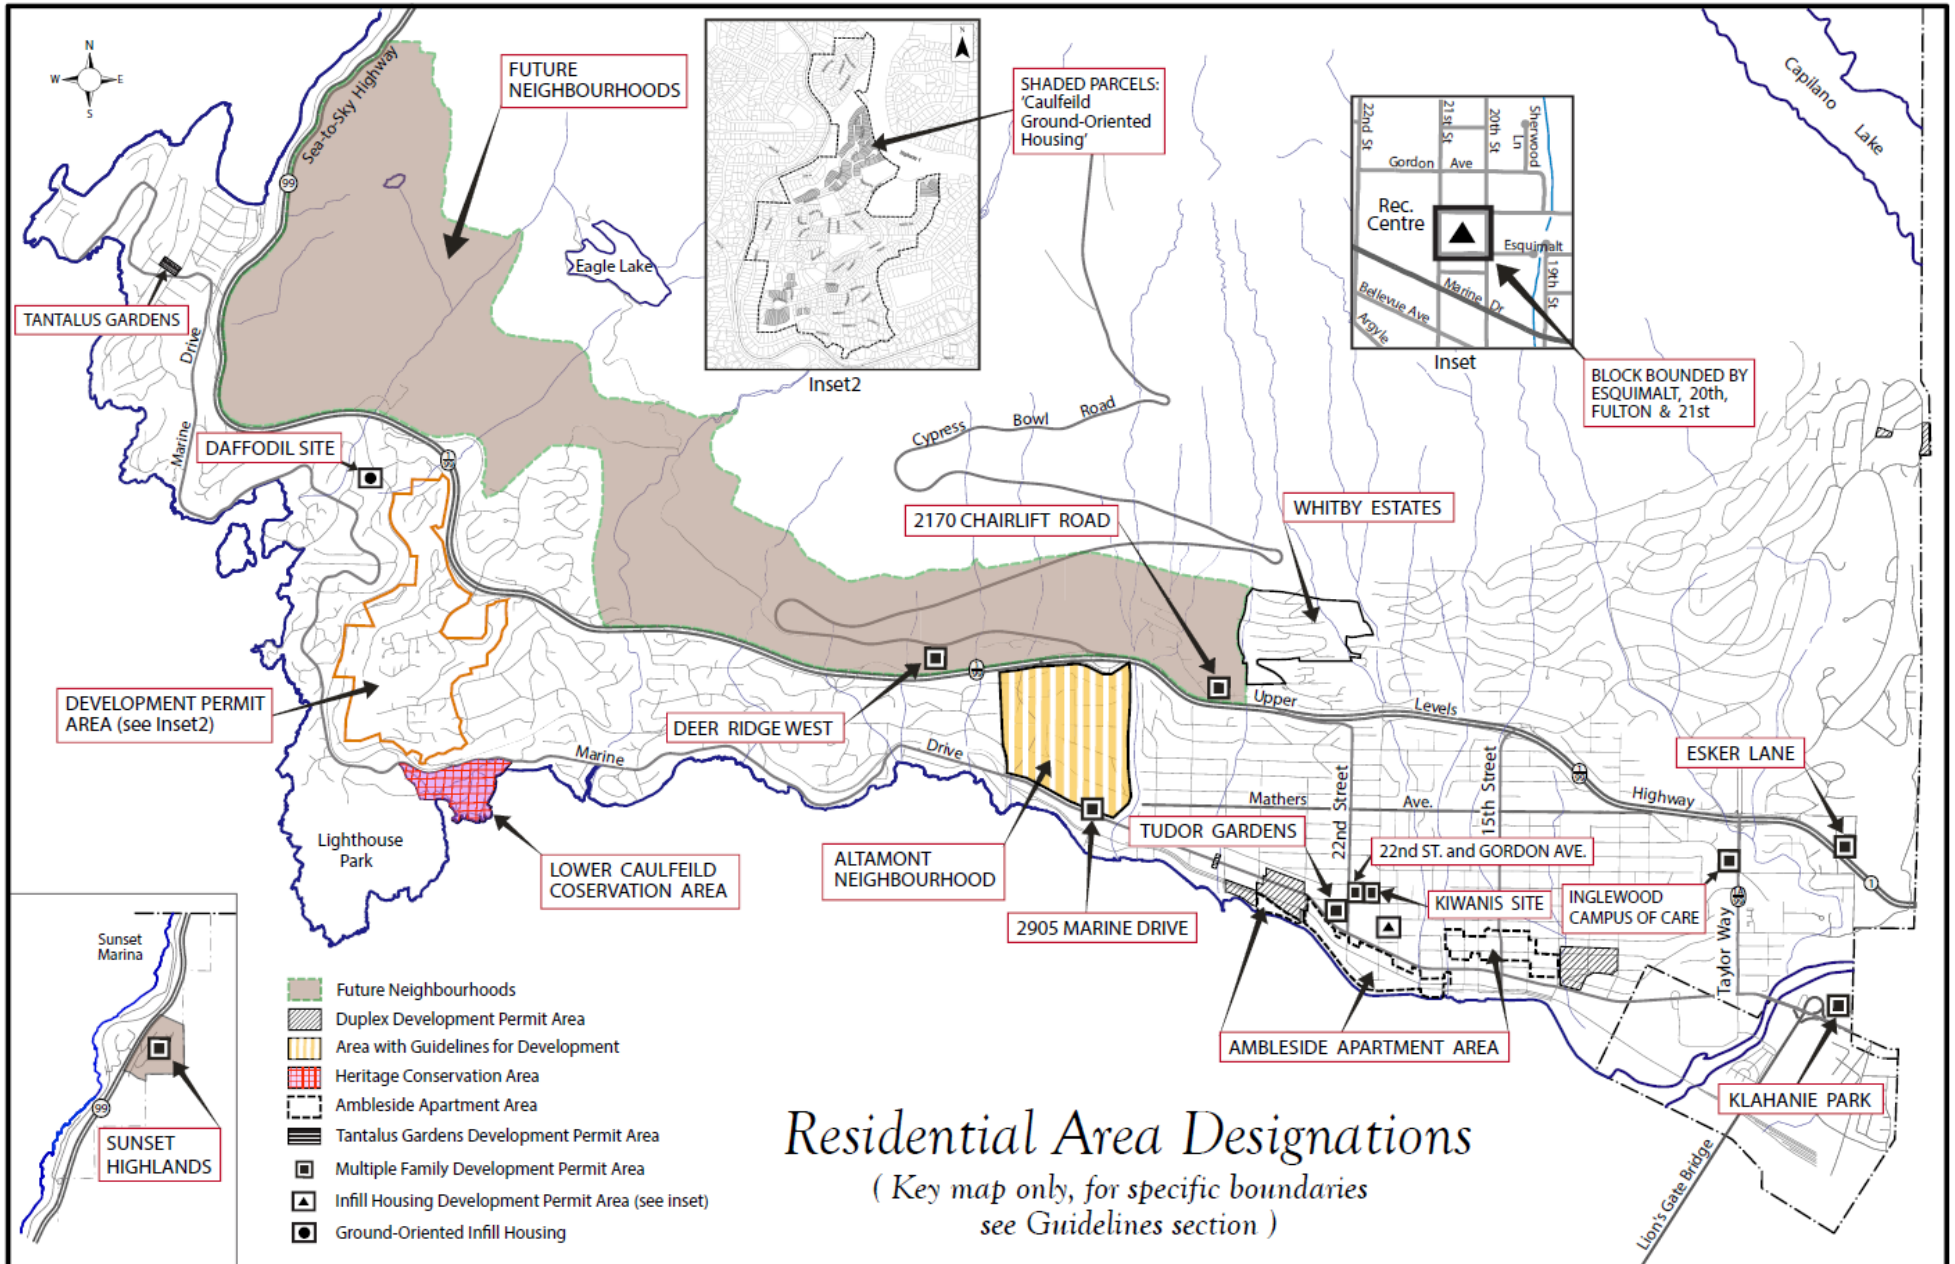 N
W
E
S
Sea-to-Sky Highway
99
FUTURE
NEIGHBOURHOODS
N
Inset2
SHADED PARCELS:
'Caulfeild
Ground-Oriented
Housing'
22nd St
21st St
20th St
Sherwood
Ln
Gordon Ave
Rec.
Centre
Esquimalt
19th St
Marine Dr
Bellevue Ave
Argyle
Inset
BLOCK BOUNDED BY
ESQUIMALT, 20th,
FULTON & 21st
Capilano
Lake
Eagle Lake
TANTALUS GARDENS
Marine Drive
DAFFODIL SITE
Cypress Bowl Road
2170 CHAIRLIFT ROAD
WHITBY ESTATES
DEVELOPMENT PERMIT
AREA (see Inset2)
DEER RIDGE WEST
Upper Levels
Highway
Marine Drive
22nd Street
15th Street
ESKER LANE
Mathers Ave.
TUDOR GARDENS
22nd ST. and GORDON AVE.
Lighthouse
Park
LOWER CAULFEILD
COSERVATION AREA
ALTAMONT
NEIGHBOURHOOD
2905 MARINE DRIVE
KIWANIS SITE
INGLEWOOD
CAMPUS OF CARE
1
Taylor Way
Sunset
Marina
99
SUNSET
HIGHLANDS
AMBLESIDE APARTMENT AREA
KLAHANIE PARK
Lion's Gate Bridge
Future Neighbourhoods
Duplex Development Permit Area
Area with Guidelines for Development
Heritage Conservation Area
Ambleside Apartment Area
Tantalus Gardens Development Permit Area
Multiple Family Development Permit Area
Infill Housing Development Permit Area (see inset)
Ground-Oriented Infill Housing
Residential Area Designations
( Key map only, for specific boundaries
see Guidelines section )